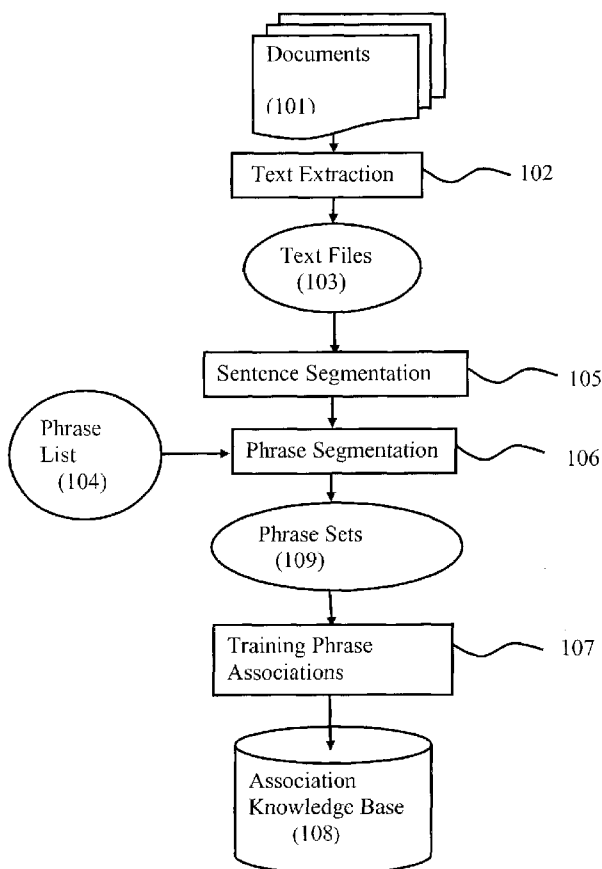 Documents
(101)
Text Extraction
102
Text Files
(103)
Sentence Segmentation
105
Phrase
List
(104)
Phrase Segmentation
106
Phrase Sets
(109)
Training Phrase
Associations
107
Association
Knowledge Base
(108)